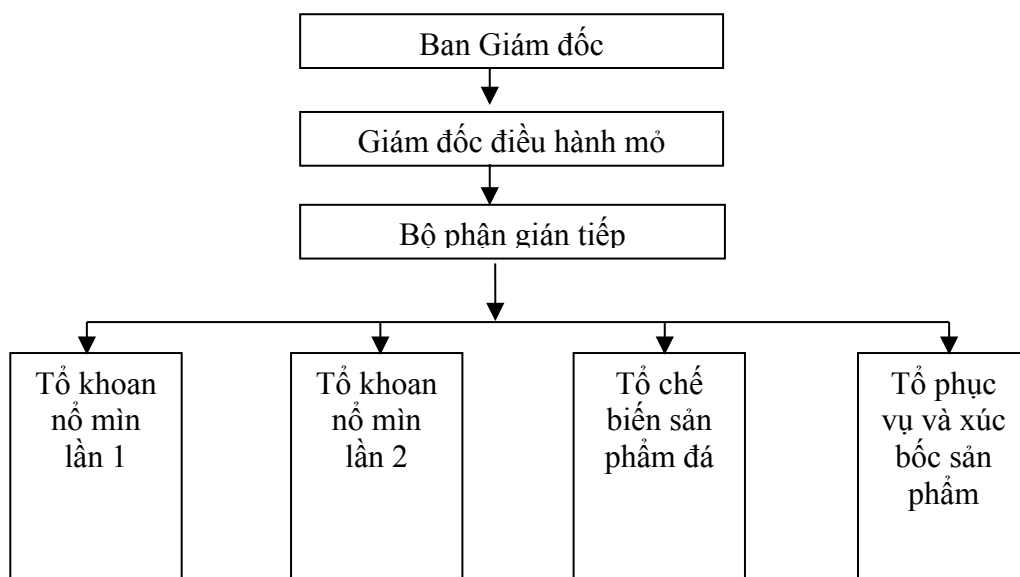 Ban Giám đốc
Giám đốc điều hành mỏ
Bộ phận gián tiếp
Tổ khoan
nổ mìn
lần 1
Tổ khoan
nổ mìn
lần 2
Tổ chế
biến sản
phẩm đá
Tổ phục
vụ và xúc
bốc sản
phẩm